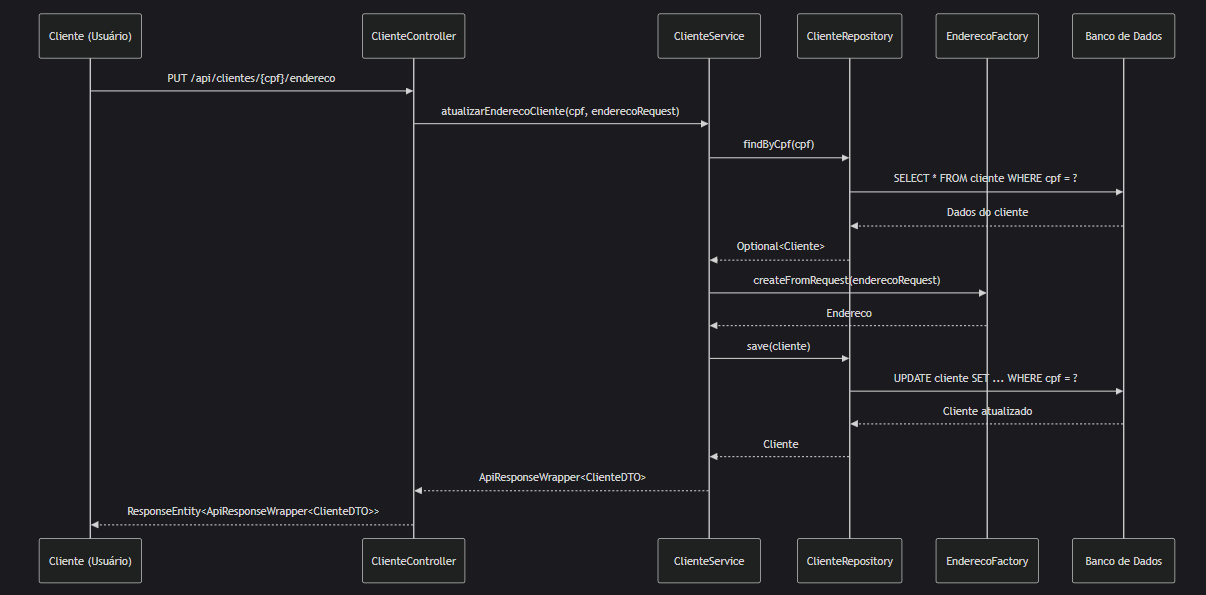 Cliente (Usuário)
ClienteController
ClienteService
ClienteRepository
EnderecoFactory
Banco de Dados
PUT /api/clientes/{cpf}/endereco
atualizarEnderecoCliente(cpf, enderecoRequest)
findByCpf(cpf)
SELECT * FROM cliente WHERE cpf = ?
Dados do cliente
Optional<Cliente>
createFromRequest(enderecoRequest)
Endereco
save(cliente)
UPDATE cliente SET ... WHERE cpf = ?
Cliente atualizado
Cliente
ApiResponseWrapper<ClienteDTO>
ResponseEntity<ApiResponseWrapper<ClienteDTO>>
Cliente (Usuário)
ClienteController
ClienteService
ClienteRepository
EnderecoFactory
Banco de Dados